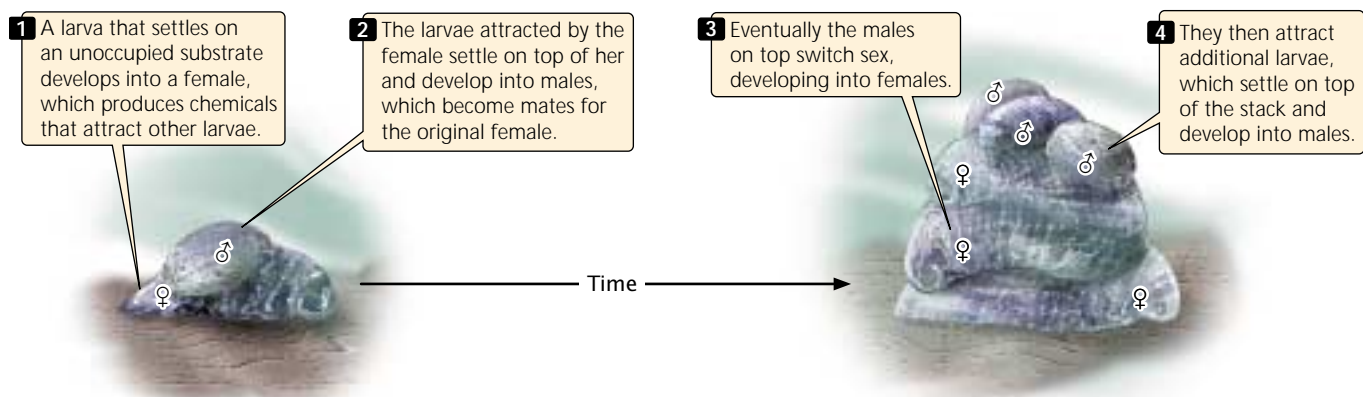 1 A larva that settles on
an unoccupied substrate
develops into a female,
which produces chemicals
that attract other larvae.
2 The larvae attracted by the
female settle on top of her
and develop into males,
which become mates for
the original female.
3 Eventually the males
on top switch sex,
developing into females.
4 They then attract
additional larvae,
which settle on top
of the stack and
develop into males.
♂
♀
Time
♂
♂
♂
♀
♀
♀